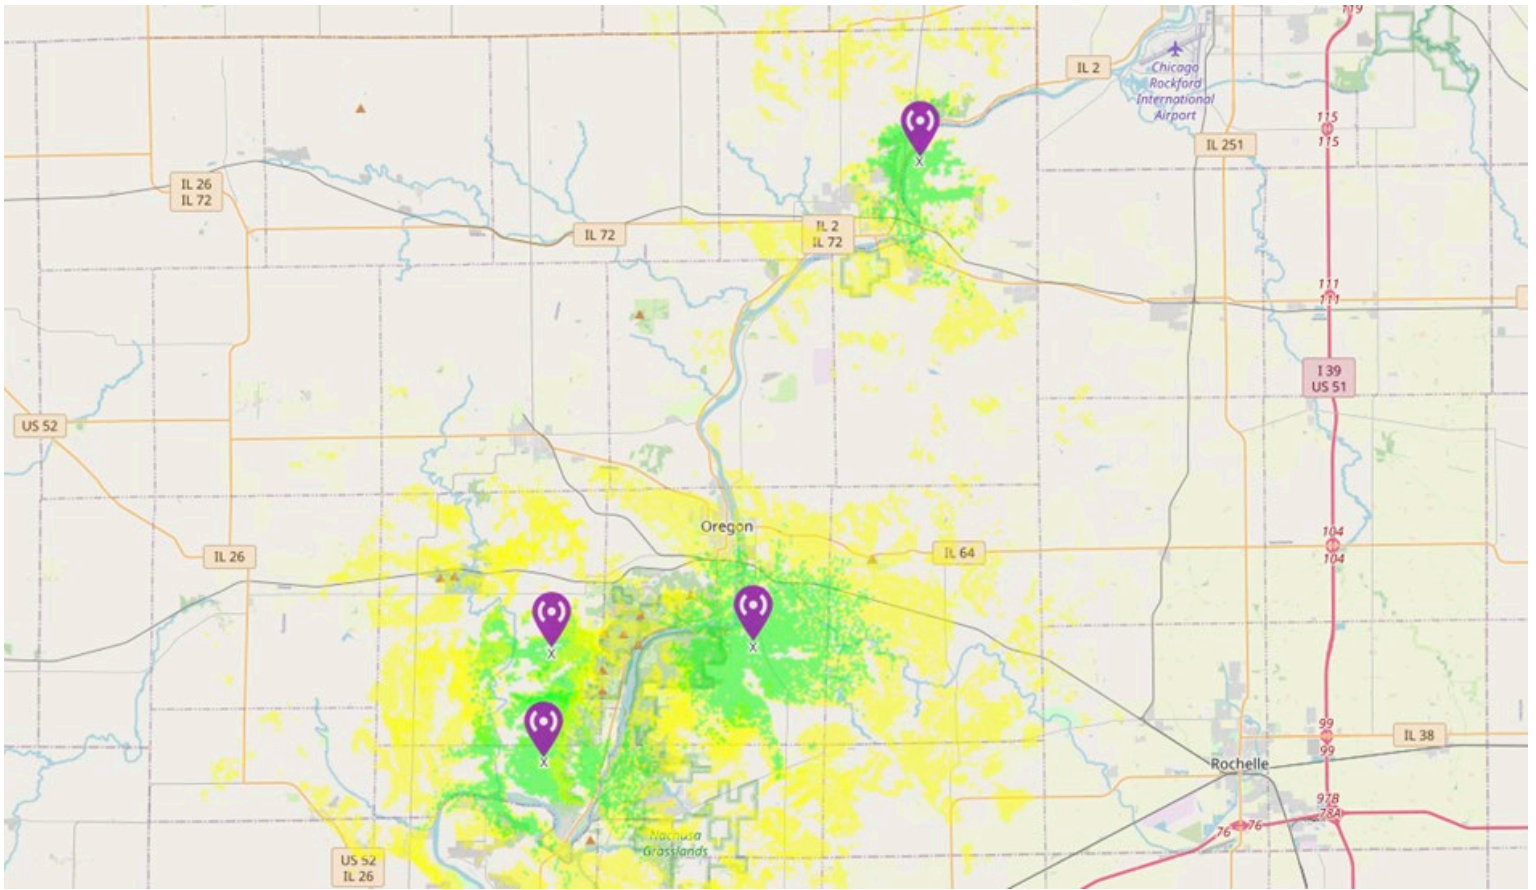 119
IL 2
Chicago
Rockford
International
Airport
115
115
IL 251
X
IL 26
IL 72
IL 72
IL 2
IL 72
111
111
I 39
US 51
US 52
Oregon
IL 26
IL 64
104
104
X
X
X
99
99
IL 38
Rochelle
97B
78A
76
76
Nachusa
Grasslands
US 52
IL 26